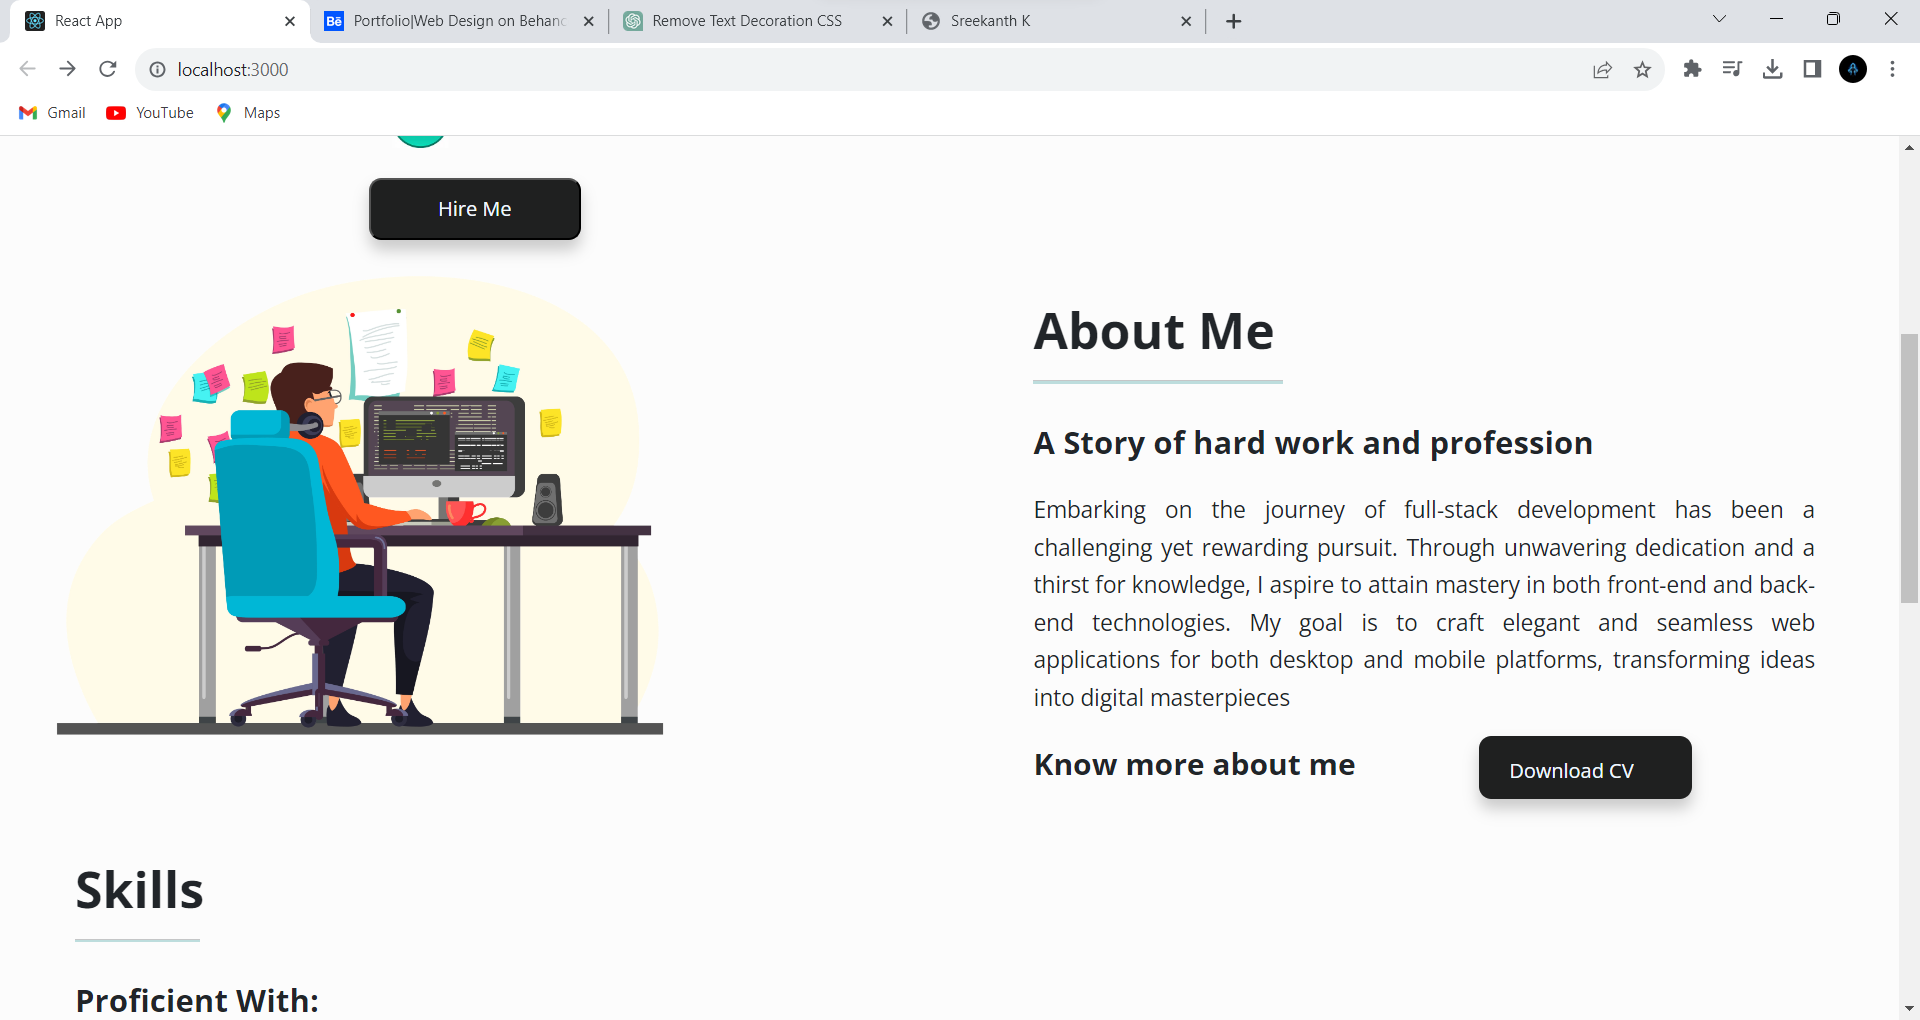 React App
Portfolio|Web Design on Behanc
Remove Text Decoration CSS
Sreekanth K
localhost:3000
Gmail
YouTube
Maps
Hire Me
About Me
A Story of hard work and profession
Embarking on the journey of full-stack development has been a
challenging yet rewarding pursuit. Through unwavering dedication and a
thirst for knowledge, I aspire to attain mastery in both front-end and back-
end technologies. My goal is to craft elegant and seamless web
applications for both desktop and mobile platforms, transforming ideas
into digital masterpieces
Know more about me
Download CV
Skills
Proficient With: